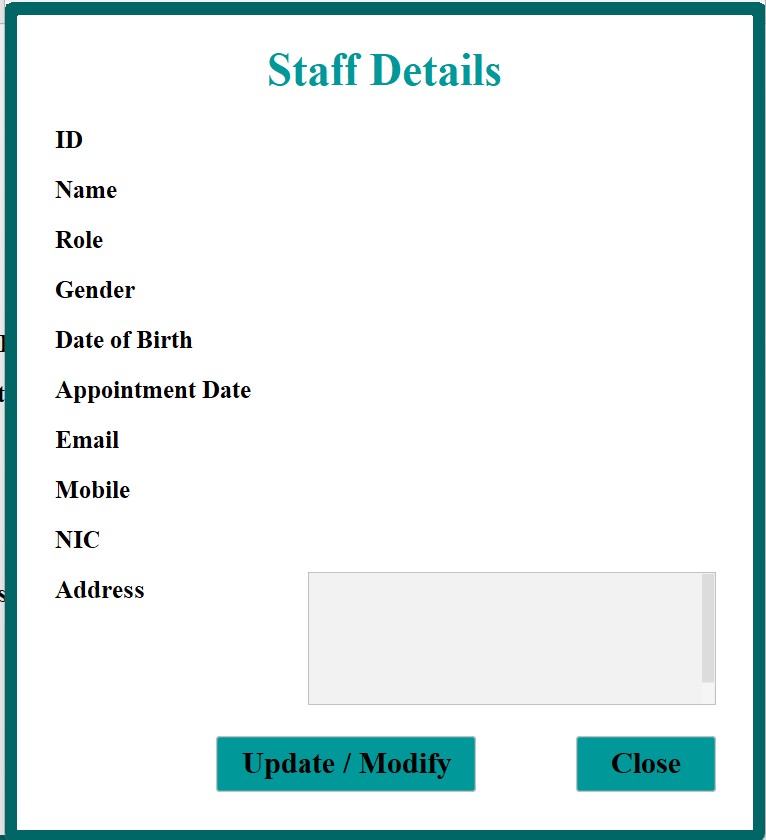 Staff Details
ID
Name
Role
Gender
Date of Birth
Appointment Date
Email
Mobile
NIC
Address
Update / Modify
Close